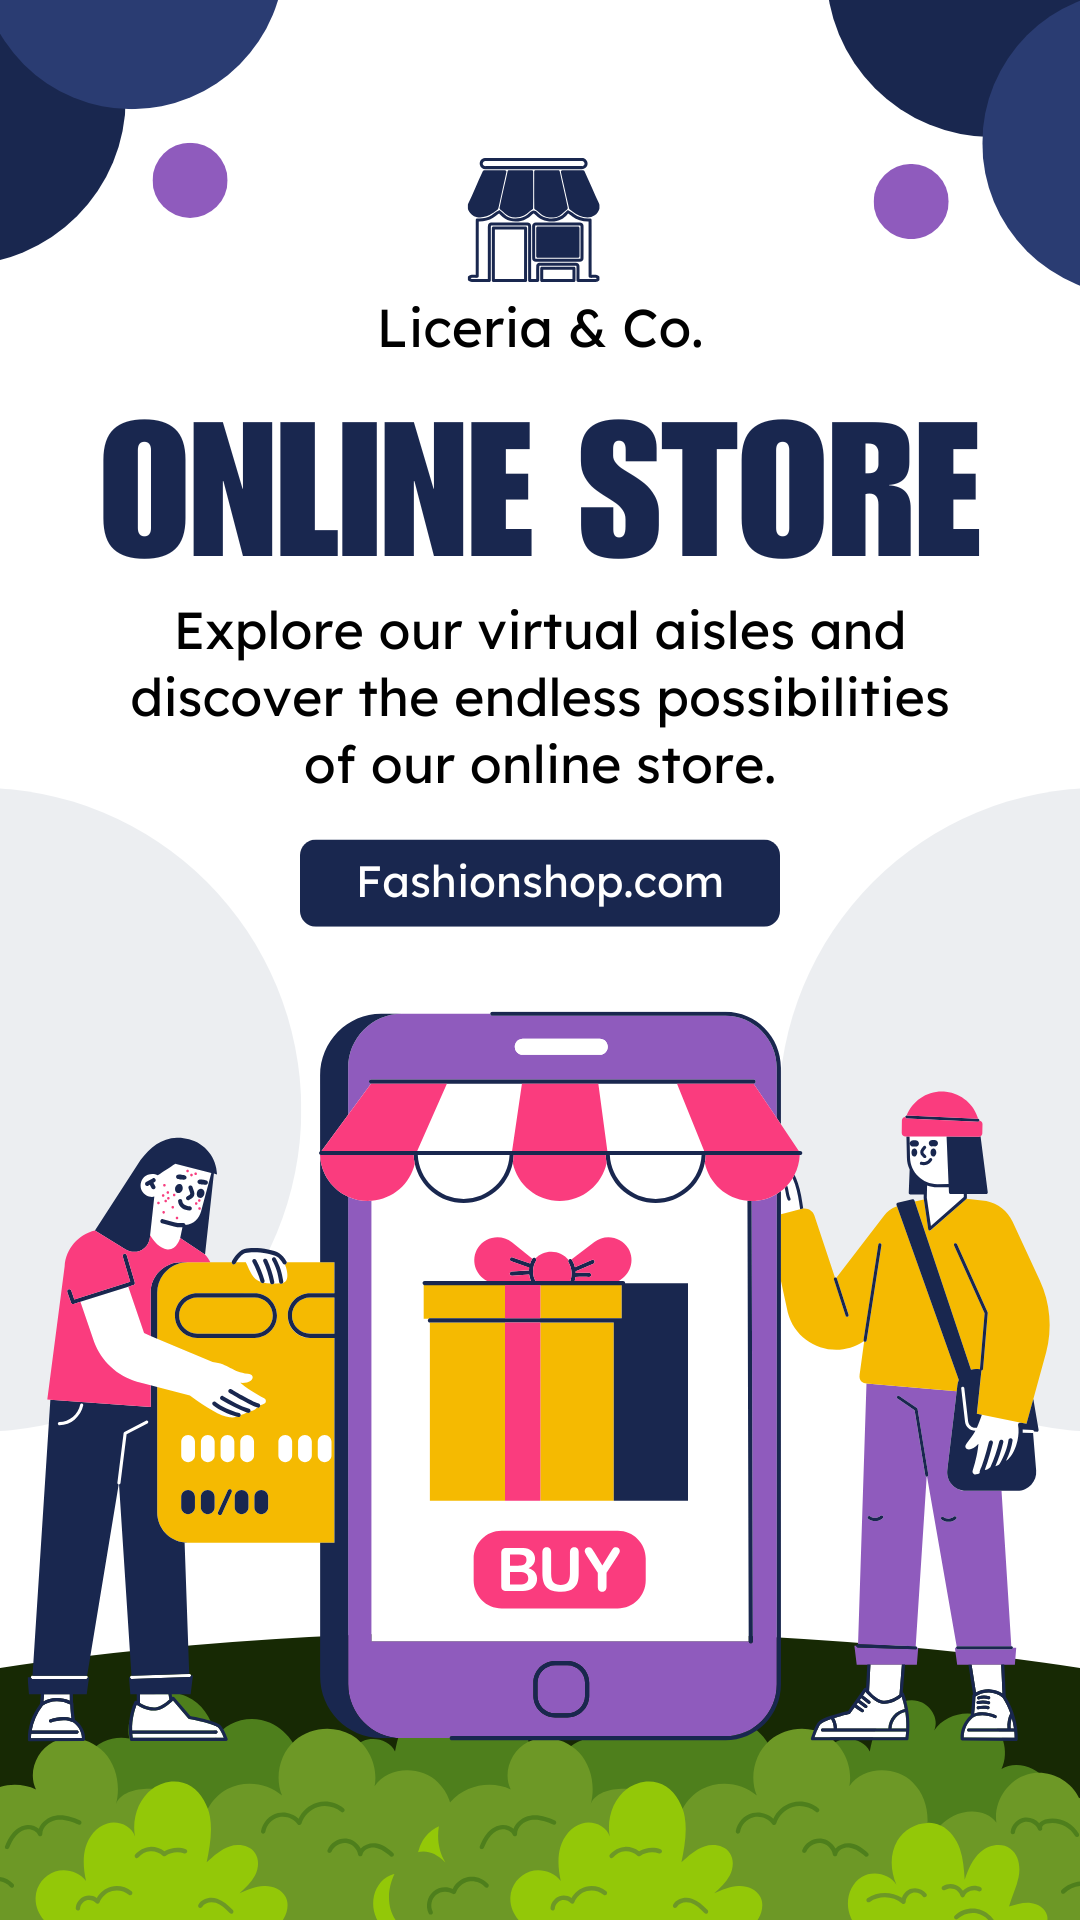 Liceria & Co.
ONLINE STORE
Explore our virtual aisles and
discover the endless possibilities
of our online store.
Fashionshop.com
BUY